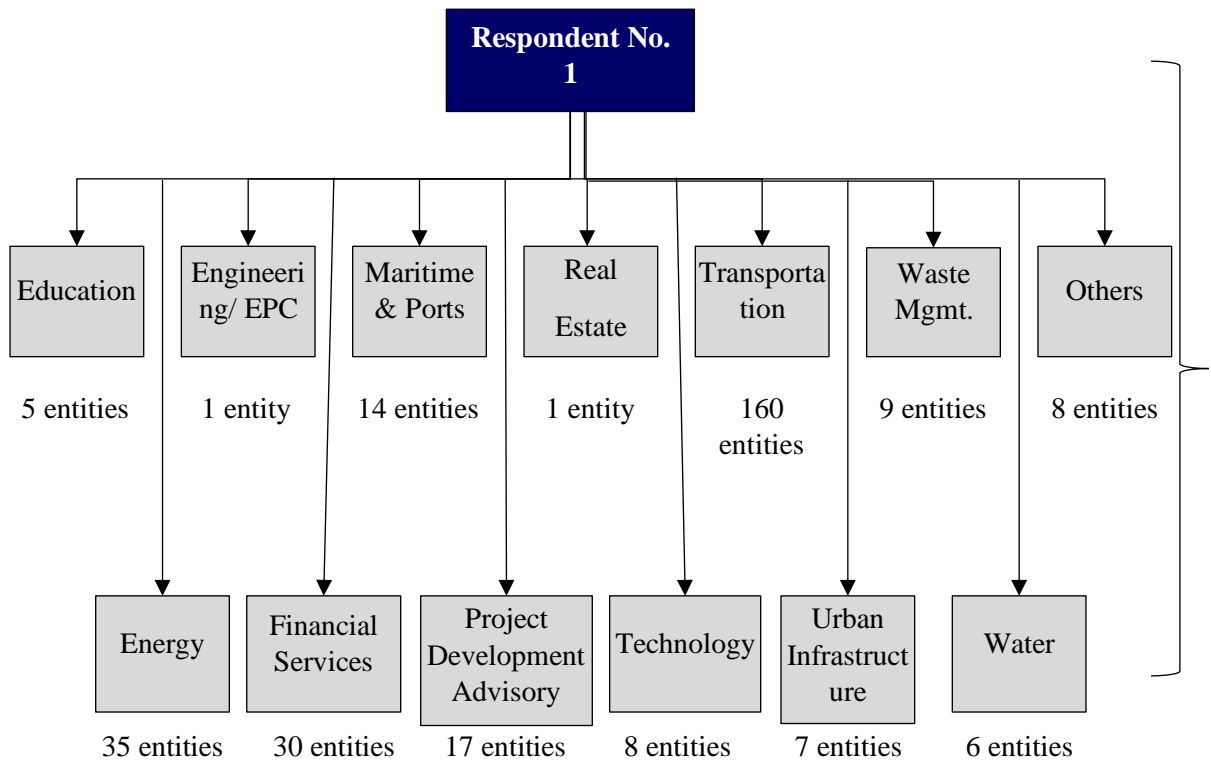 Respondent No.
1
Education
Engineeri
ng/ EPC
Maritime
& Ports
Real
Estate
Transporta
tion
Waste
Mgmt.
Others
5 entities
1 entity
14 entities
1 entity
160
entities
9 entities
8 entities
Energy
Financial
Services
Project
Development
Advisory
Technology
Urban
Infrastruct
ure
Water
35 entities
30 entities
17 entities
8 entities
7 entities
6 entities